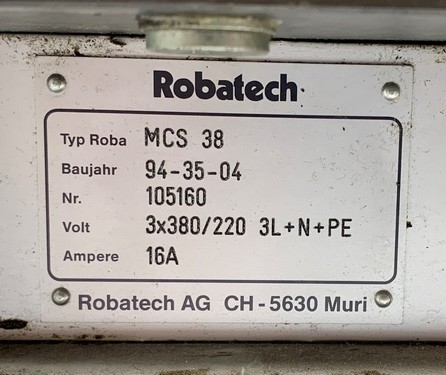 Robatech
Typ Roba MCS 38
Baujahr 94-35-04
Nr. 105160
Volt 3x380/220 3L+N+PE
Ampere 16A
Robatech AG CH-5630 Muri